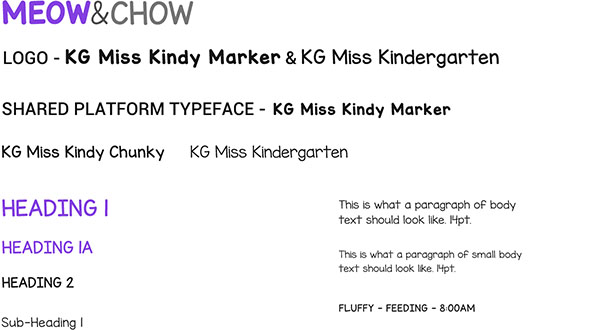 MEOW&CHOW
LOGO - KG Miss Kindy Marker & KG Miss Kindergarten
SHARED PLATFORM TYPEFACE - KG Miss Kindy Marker
KG Miss Kindy Chunky KG Miss Kindergarten
HEADING 1
HEADING 1A
HEADING 2
Sub-Heading 1
This is what a paragraph of body
text should look like. 14pt.
This is what a paragraph of small body
text should look like. 14pt.
FLUFFY - FEEDING - 8:00AM